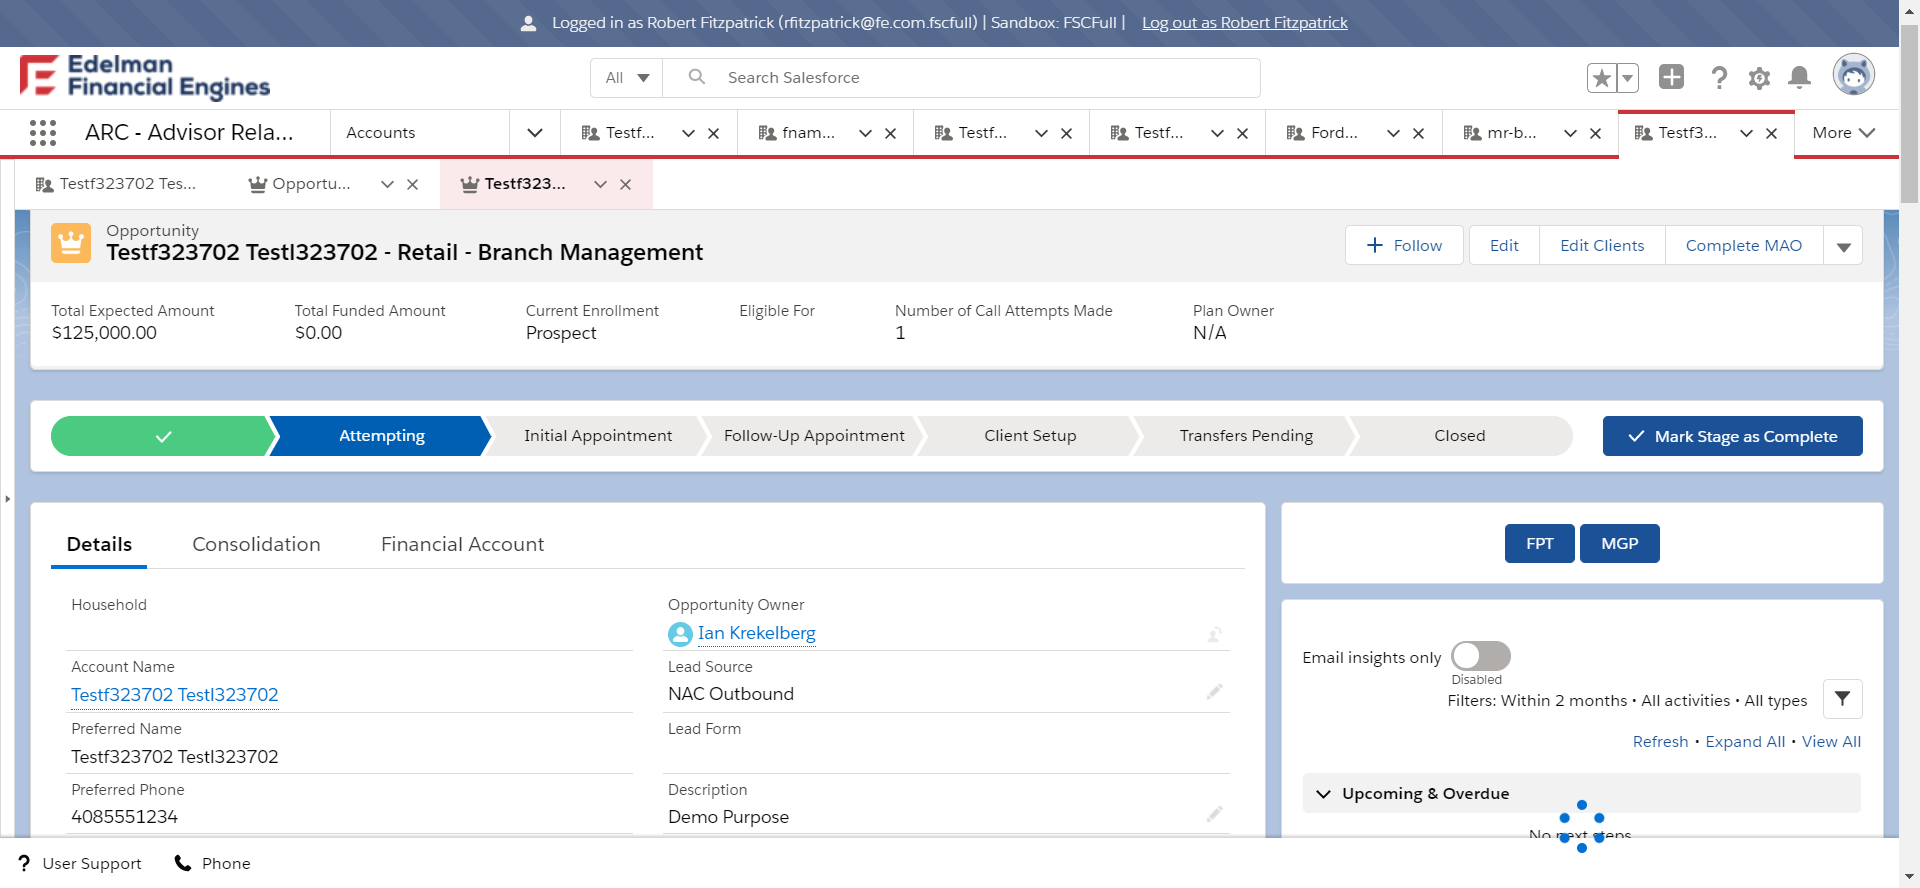 Logged in as Robert Fitzpatrick (rfitzpatrick@fe.com.fscfull) | Sandbox: FSCFull | Log out as Robert Fitzpatrick
Edelman
Financial Engines
All
Search Salesforce
ARC - Advisor Rela...
Accounts
Testf...
fnam...
Testf...
Testf...
Ford...
mr-b...
Testf3...
More
Testf323702 Tes...
Opportu...
Testf323...
Opportunity
Testf323702 Testl323702 - Retail - Branch Management
Follow
Edit
Edit Clients
Complete MAO
Total Expected Amount
$125,000.00
Total Funded Amount
$0.00
Current Enrollment
Prospect
Eligible For
Number of Call Attempts Made
1
Plan Owner
N/A
Attempting
Initial Appointment
Follow-Up Appointment
Client Setup
Transfers Pending
Closed
Mark Stage as Complete
Details
Consolidation
Financial Account
Household
Account Name
Testf323702 Testl323702
Preferred Name
Testf323702 Testl323702
Preferred Phone
4085551234
Opportunity Owner
Ian Krekelberg
Lead Source
NAC Outbound
Lead Form
Description
Demo Purpose
FPT
MGP
Email insights only
Disabled
Filters: Within 2 months • All activities • All types
Refresh • Expand All • View All
Upcoming & Overdue
No next steps
User Support
Phone